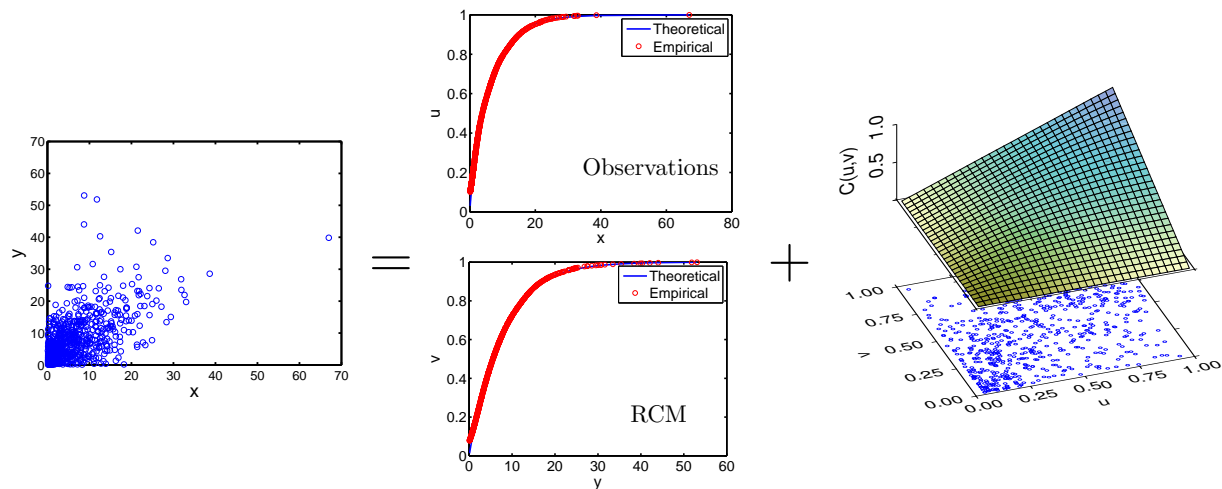 70
60
50
40
30
20
10
0
0 10 20 30 40 50 60 70
y
x
=
1
0.8
0.6
0.4
0.2
0
0 20 40 60 80
u
x
Theoretical
Empirical
Observations
1
0.8
0.6
0.4
0.2
0
0 10 20 30 40 50 60
v
y
Theoretical
Empirical
RCM
+
C(u,v)
1.0
0.5
1.00
0.75
0.50
0.25
0.00
v
0.00 0.25 0.50 0.75 1.00
u